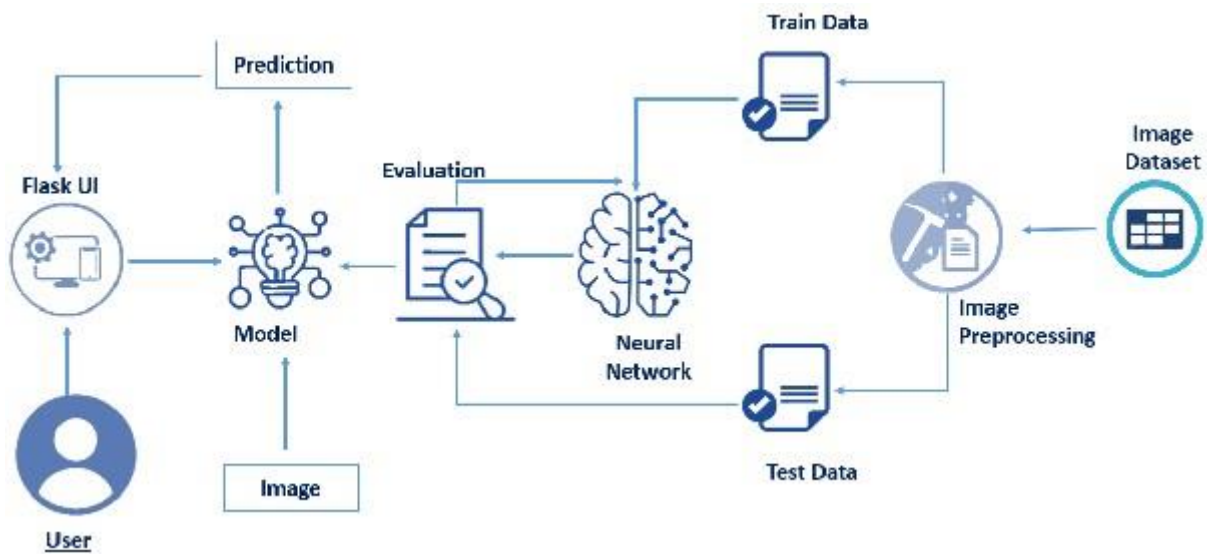 Train Data
Prediction
Image
Dataset
Evaluation
Flask UI
Image
Preprocessing
Model
Neural
Network
Test Data
Image
User